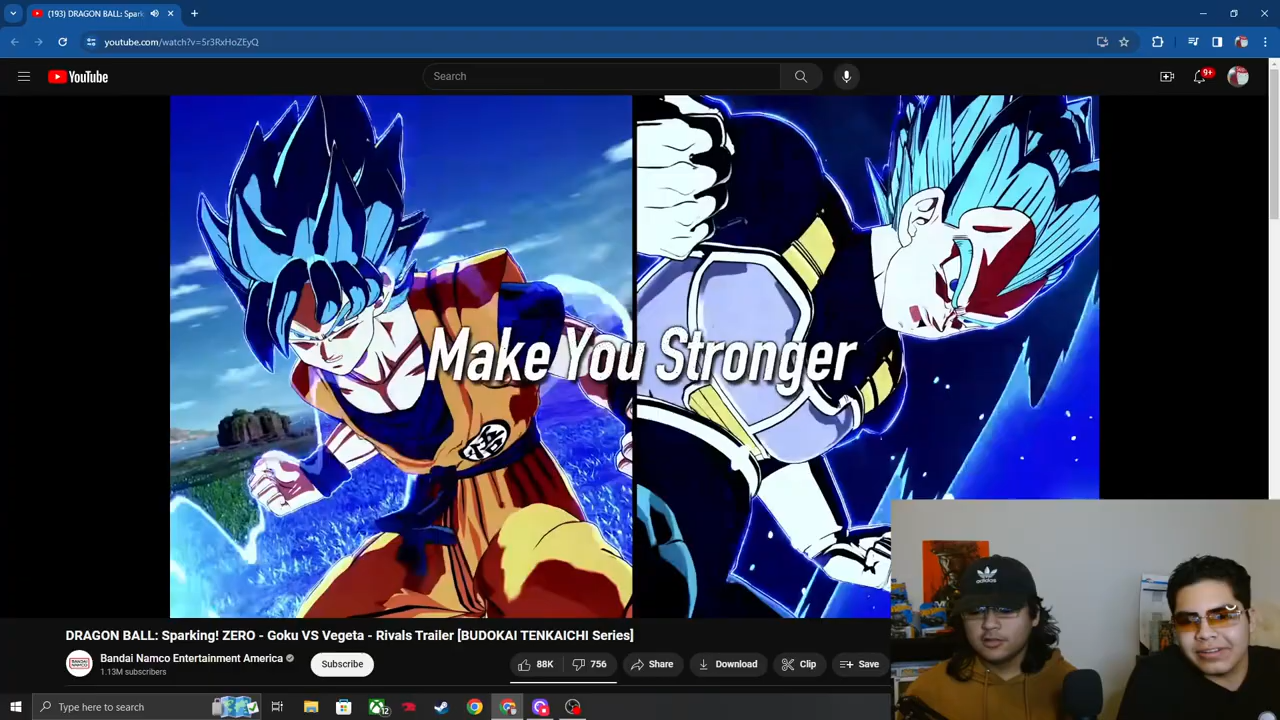 (193) DRAGON BALL: Spark
youtube.com/watch?v=5r3RxHoZEyQ
YouTube
Search
9+
Make You Stronger
adidas
DRAGON BALL: Sparking! ZERO - Goku VS Vegeta - Rivals Trailer [BUDOKAI TENKAICHI Series]
Bandai Namco Entertainment America
1.13M subscribers
Subscribe
88K
756
Share
Download
Clip
Save
Type here to search
12